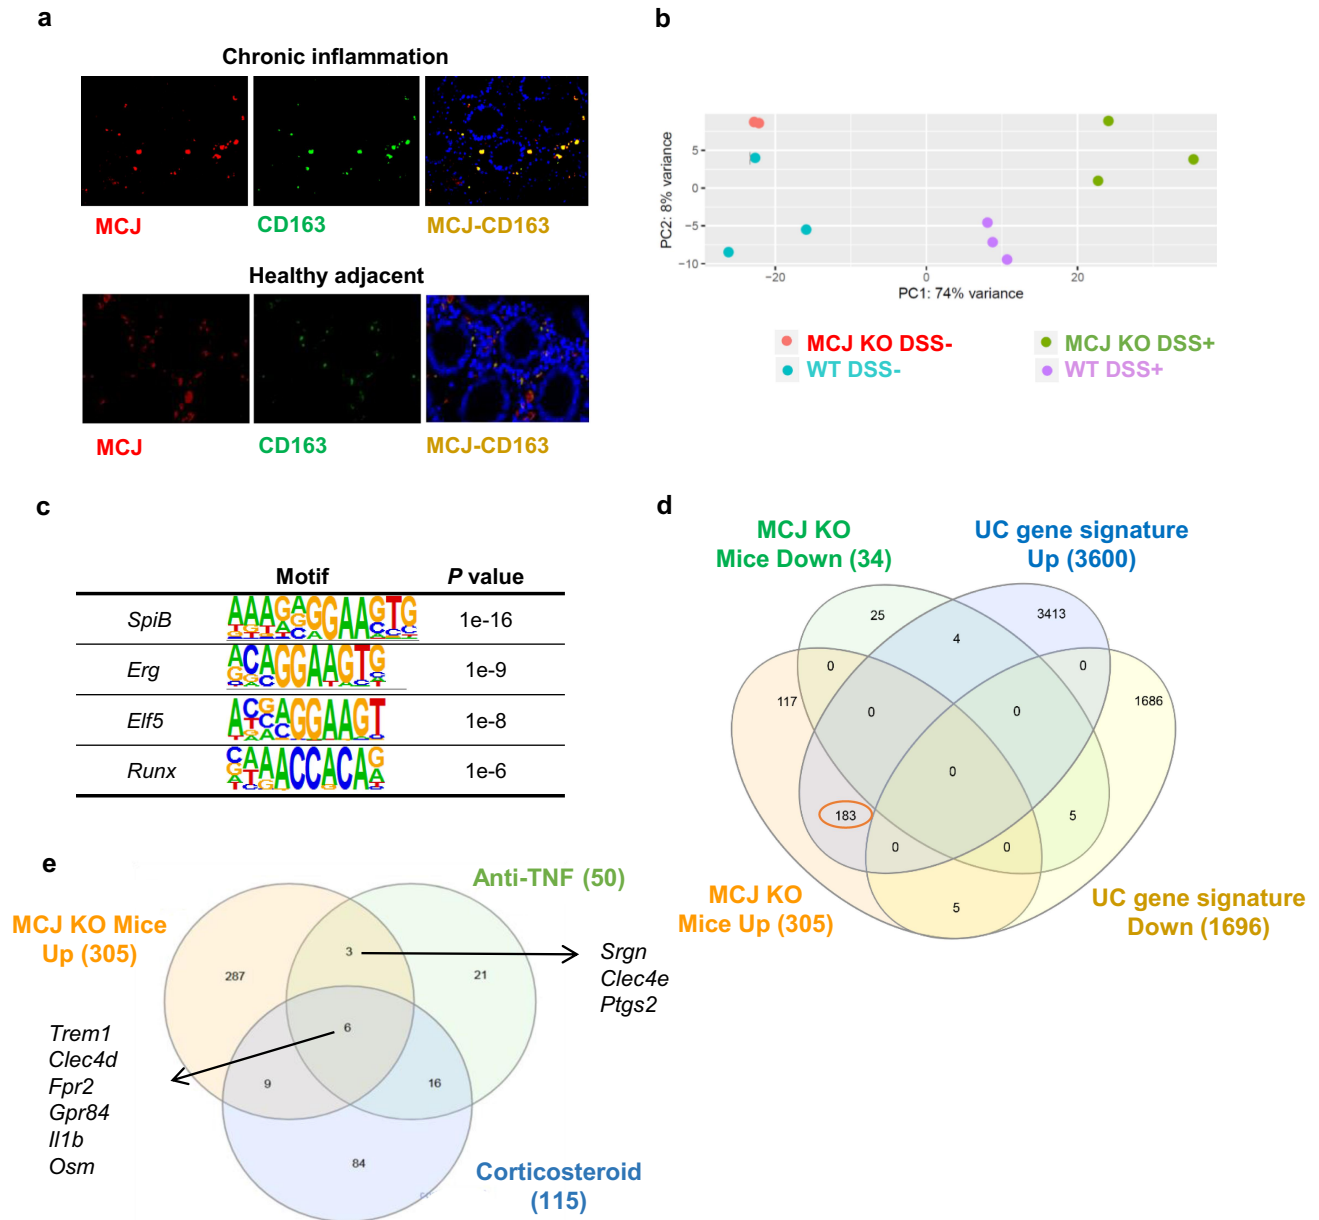 a
Chronic inflammation
MCJ
CD163
MCJ-CD163
Healthy adjacent
MCJ
CD163
MCJ-CD163
b
PC2: 8% variance
5
0
−5
−10
−20
0
20
PC1: 74% variance
MCJ KO DSS-
MCJ KO DSS+
WT DSS-
WT DSS+
c
Motif
P value
SpiB
1e-16
Erg
1e-9
Elf5
1e-8
Runx
1e-6
d
MCJ KO
Mice Down (34)
UC gene signature
Up (3600)
25
4
3413
0
0
117
0
0
1686
0
183
5
0
0
5
MCJ KO
Mice Up (305)
UC gene signature
Down (1696)
e
Anti-TNF (50)
MCJ KO Mice
Up (305)
3
287
21
Srgn
Clec4e
Ptgs2
6
9
16
84
Trem1
Clec4d
Fpr2
Gpr84
Il1b
Osm
Corticosteroid
(115)